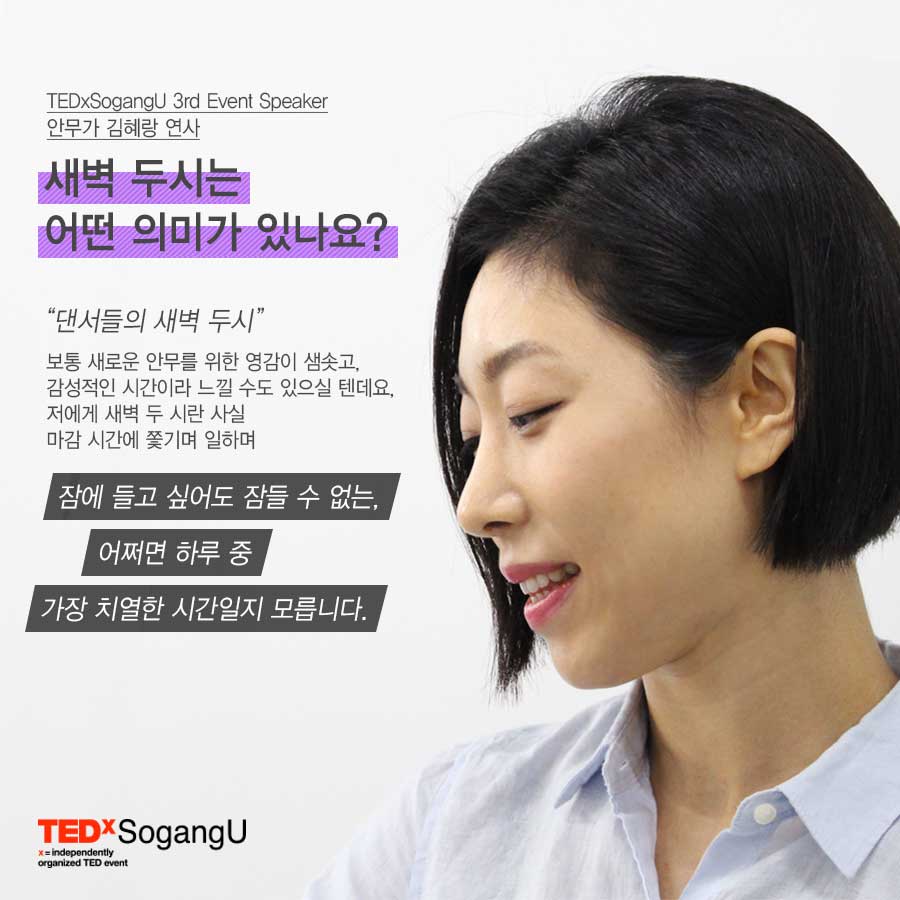 TEDxSogangU 3rd Event Speaker
안무가 김혜랑 연사
새벽 두시는
어떤 의미가 있나요?
“댄서들의 새벽 두시”
보통 새로운 안무를 위한 영감이 샘솟고,
감성적인 시간이라 느낄 수도 있으실 텐데요,
저에게 새벽 두 시란 사실
마감 시간에 쫓기며 일하며
잠에 들고 싶어도 잠들 수 없는,
어쩌면 하루 중
가장 치열한 시간일지 모릅니다.
TEDxSogangU
x = independently
organized TED event